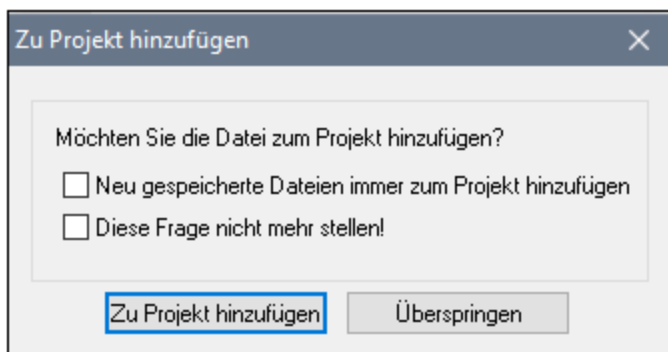 Zu Projekt hinzufügen
Möchten Sie die Datei zum Projekt hinzufügen?
Neu gespeicherte Dateien immer zum Projekt hinzufügen
Diese Frage nicht mehr stellen!
Zu Projekt hinzufügen Überspringen